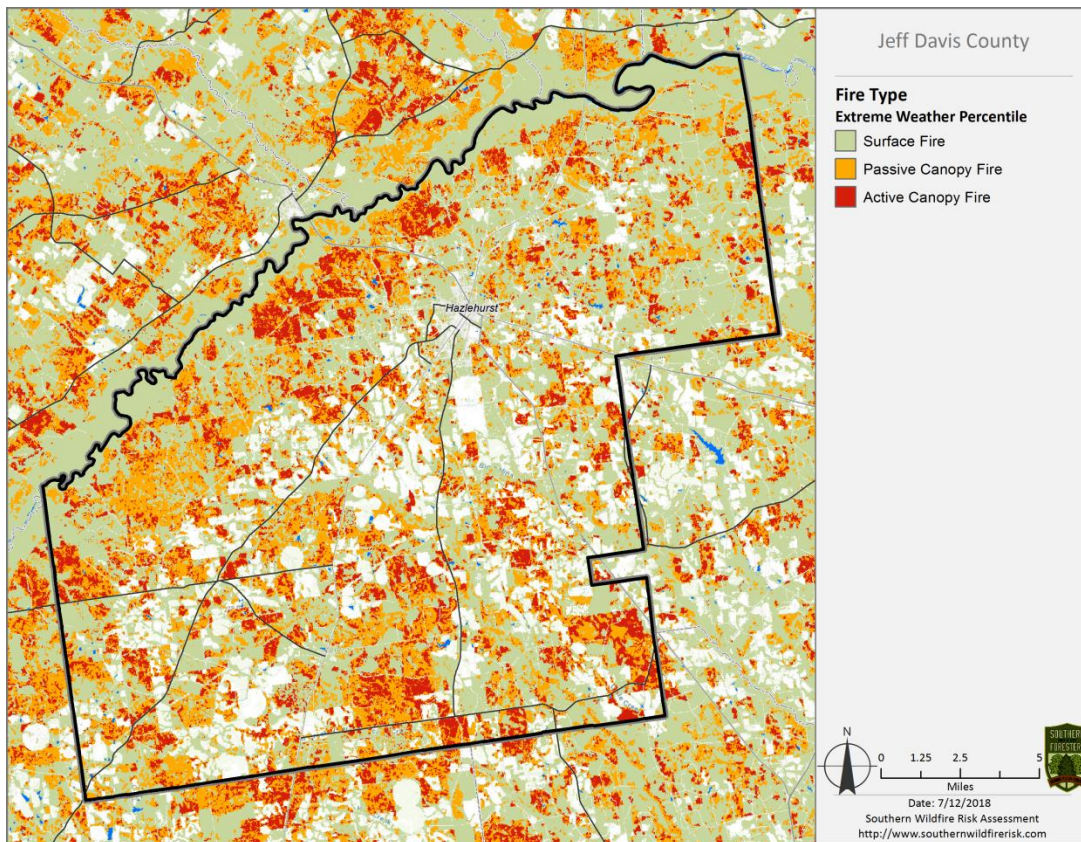 Jeff Davis County
Fire Type
Extreme Weather Percentile
Surface Fire
Passive Canopy Fire
Active Canopy Fire
Hazlehurst
N
0 1.25 2.5 5
Miles
SOUTHERN
Date: 7/12/2018
Southern Wildfire Risk Assessment
http://www.southernwildfirerisk.com